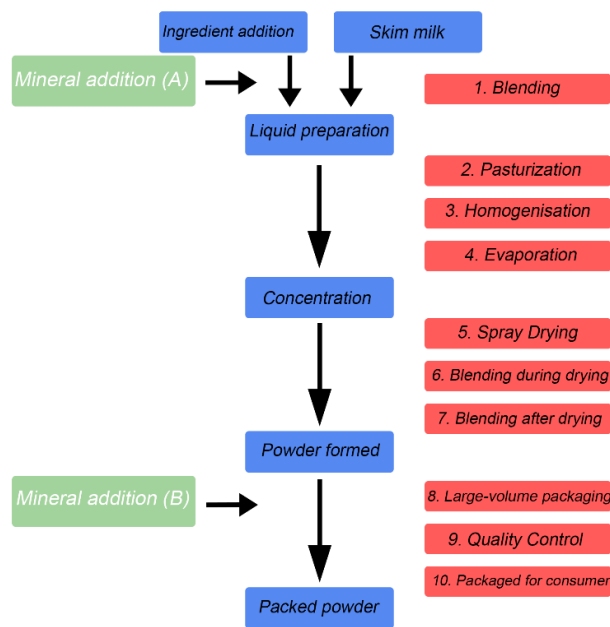 Ingredient addition
Skim milk
Mineral addition (A)
1. Blending
Liquid preparation
2. Pasturization
3. Homogenisation
4. Evaporation
Concentration
5. Spray Drying
6. Blending during drying
7. Blending after drying
Powder formed
Mineral addition (B)
8. Large-volume packaging
9. Quality Control
10. Packaged for consumer
Packed powder